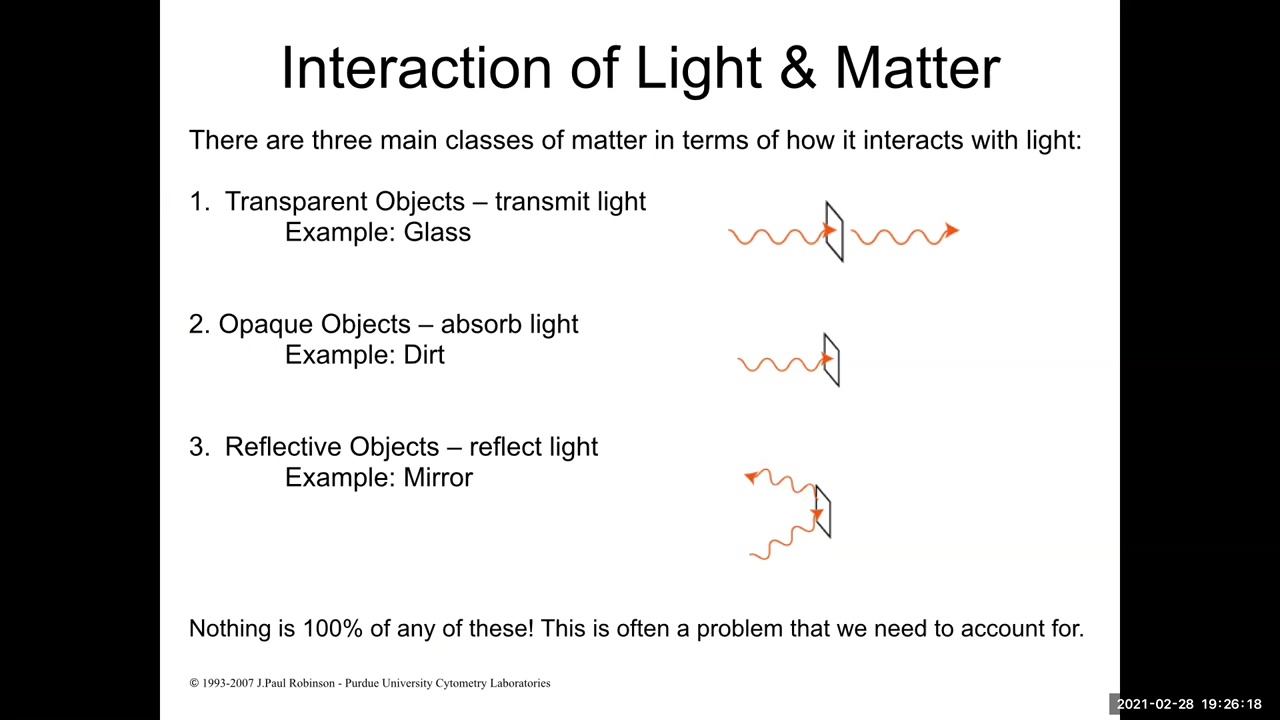 Interaction of Light & Matter
There are three main classes of matter in terms of how it interacts with light:
1. Transparent Objects – transmit light
Example: Glass
2. Opaque Objects – absorb light
Example: Dirt
3. Reflective Objects – reflect light
Example: Mirror
Nothing is 100% of any of these! This is often a problem that we need to account for.
© 1993-2007 J.Paul Robinson - Purdue University Cytometry Laboratories
2021-02-28 19:26:18